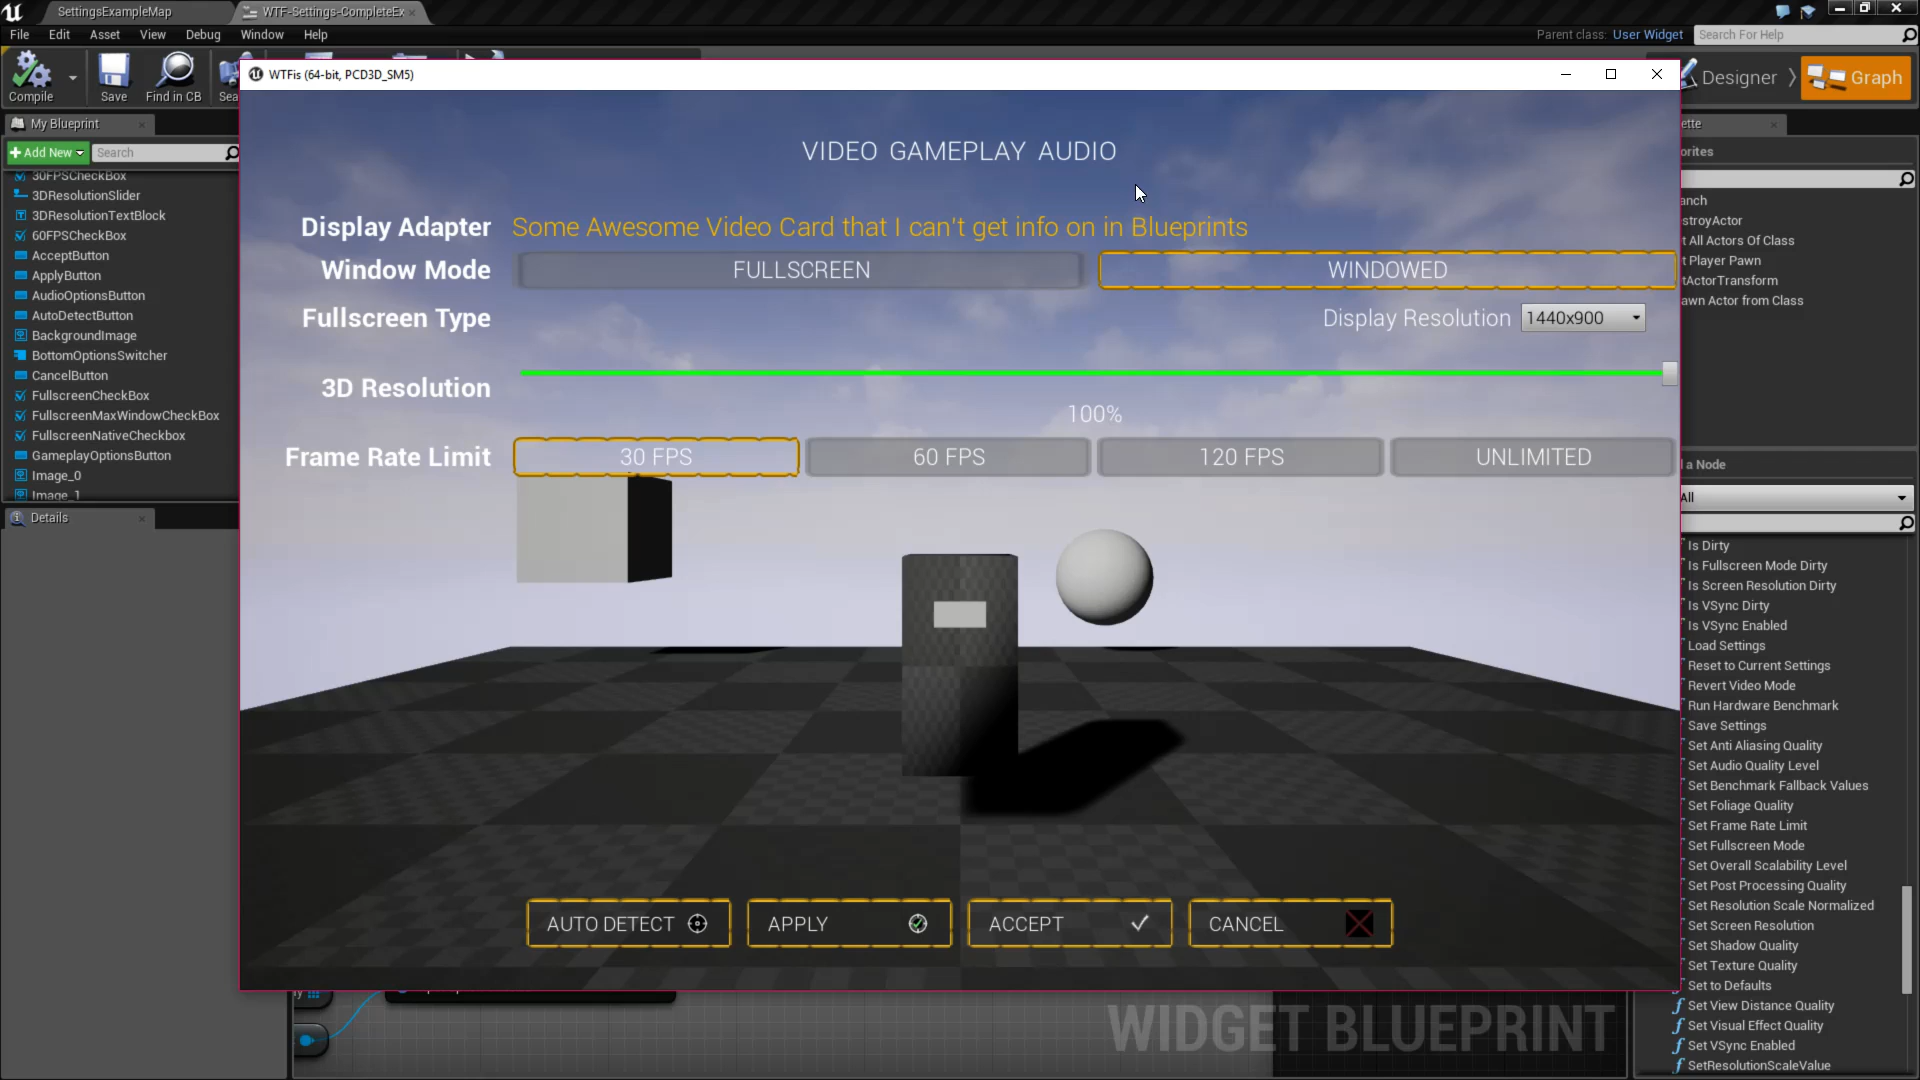 SettingsExampleMap
WTF-Settings-CompleteEx
File Edit Asset View Debug Window Help
Parent class: User Widget
Search For Help
Compile
Save
Find in CB
Sea
WTFis (64-bit, PCD3D_SM5)
Designer
Graph
My Blueprint
Add New
Search
30FPSCheckBox
3DResolutionSlider
3DResolutionTextBlock
60FPSCheckBox
AcceptButton
ApplyButton
AudioOptionsButton
AutoDetectButton
BackgroundImage
BottomOptionsSwitcher
CancelButton
FullscreenCheckBox
FullscreenMaxWindowCheckBox
FullscreenNativeCheckbox
GameplayOptionsButton
Image_0
Image_1
Details
VIDEO GAMEPLAY AUDIO
Display Adapter Some Awesome Video Card that I can't get info on in Blueprints
Window Mode FULLSCREEN WINDOWED
Fullscreen Type Display Resolution 1440x900
3D Resolution
100%
Frame Rate Limit 30 FPS 60 FPS 120 FPS UNLIMITED
AUTO DETECT APPLY ACCEPT CANCEL
WIDGET BLUEPRINT
ette
orites
anch
stroyActor
t All Actors Of Class
t Player Pawn
tActorTransform
awn Actor from Class
l a Node
All
Is Dirty
Is Fullscreen Mode Dirty
Is Screen Resolution Dirty
Is VSync Dirty
Is VSync Enabled
Load Settings
Reset to Current Settings
Revert Video Mode
Run Hardware Benchmark
Save Settings
Set Anti Aliasing Quality
Set Audio Quality Level
Set Benchmark Fallback Values
Set Foliage Quality
Set Frame Rate Limit
Set Fullscreen Mode
Set Overall Scalability Level
Set Post Processing Quality
Set Resolution Scale Normalized
Set Screen Resolution
Set Shadow Quality
Set Texture Quality
Set to Defaults
Set View Distance Quality
Set Visual Effect Quality
Set VSync Enabled
SetResolutionScaleValue